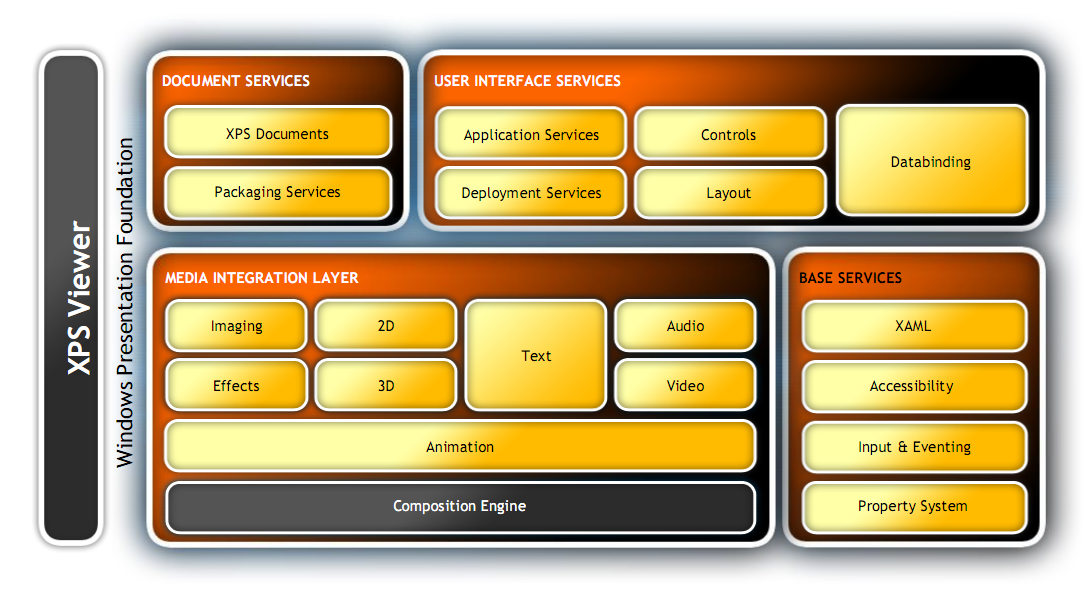 XPS Viewer
Windows Presentation Foundation
DOCUMENT SERVICES
XPS Documents
Packaging Services
USER INTERFACE SERVICES
Application Services
Controls
Databinding
Deployment Services
Layout
MEDIA INTEGRATION LAYER
Imaging
2D
Text
Audio
Effects
3D
Video
Animation
Composition Engine
BASE SERVICES
XAML
Accessibility
Input & Eventing
Property System